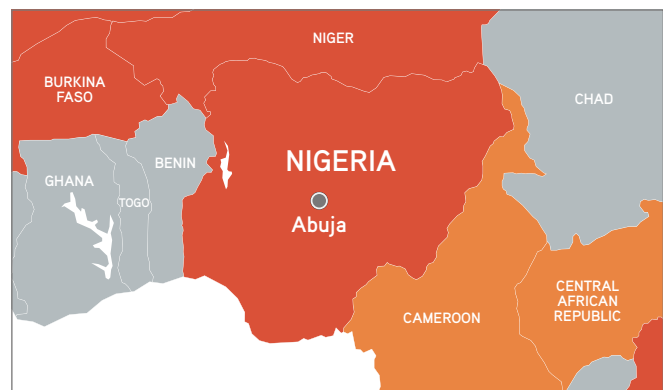 NIGER
BURKINA
FASO
CHAD
BENIN
NIGERIA
GHANA
TOGO
Abuja
CENTRAL
AFRICAN
REPUBLIC
CAMEROON